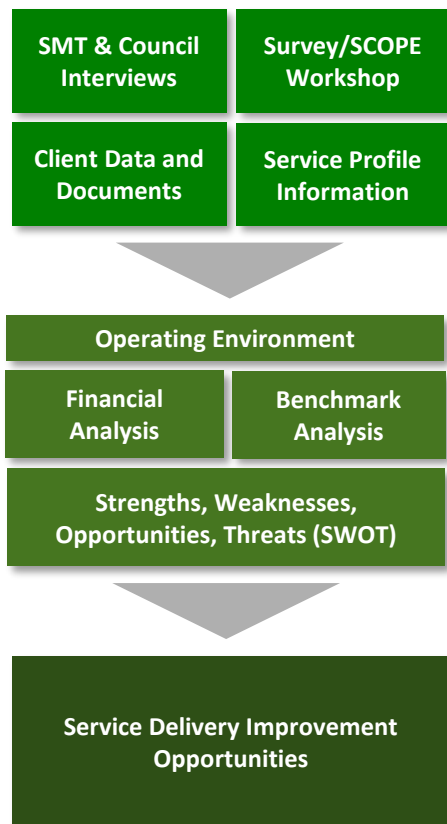 SMT & Council
Interviews
Survey/SCOPE
Workshop
Client Data and
Documents
Service Profile
Information
Operating Environment
Financial
Analysis
Benchmark
Analysis
Strengths, Weaknesses,
Opportunities, Threats (SWOT)
Service Delivery Improvement
Opportunities